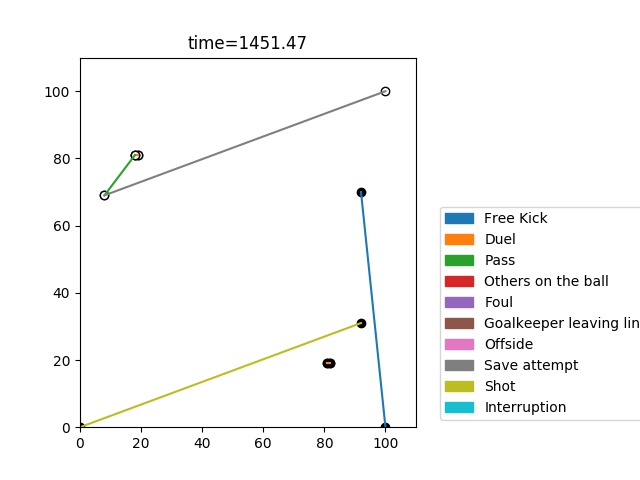 time=1451.47
100
80
60
40
20
0
0 20 40 60 80 100
Free Kick
Duel
Pass
Others on the ball
Foul
Goalkeeper leaving lin
Offside
Save attempt
Shot
Interruption